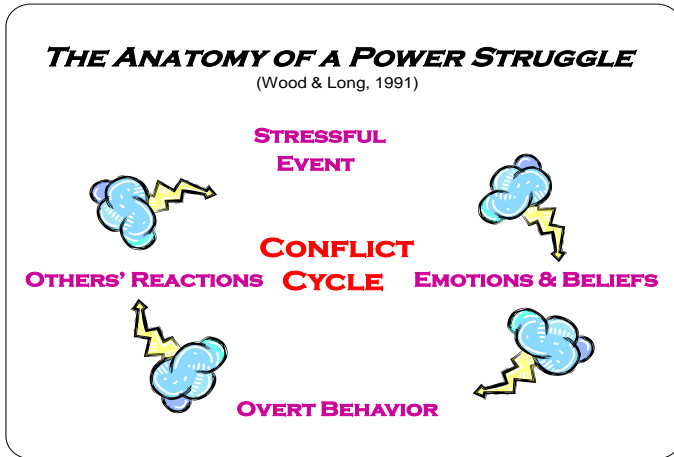 THE ANATOMY OF A POWER STRUGGLE
(Wood & Long, 1991)
STRESSFUL
EVENT
CONFLICT
CYCLE
OTHERS' REACTIONS
EMOTIONS & BELIEFS
OVERT BEHAVIOR